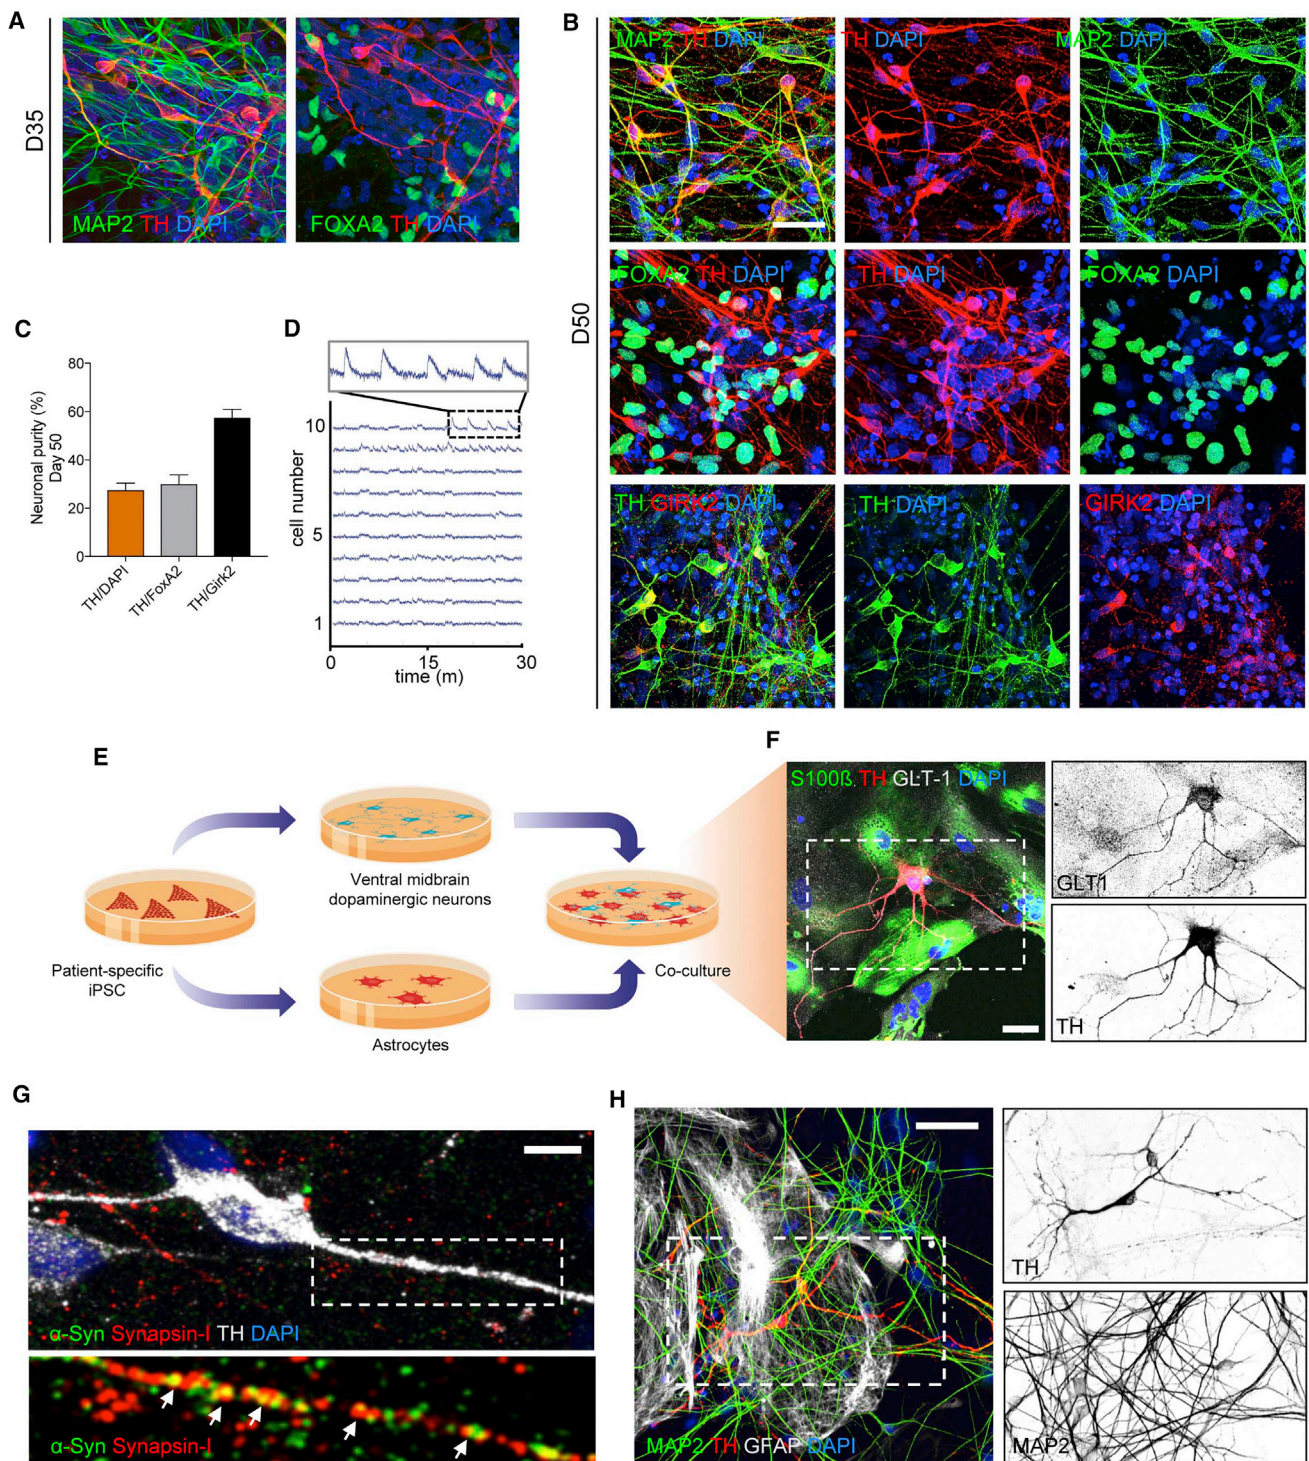 A
D35
MAP2 TH DAPI
FOXA2 TH DAPI
B
D50
MAP2 TH DAPI
TH DAPI
MAP2 DAPI
FOXA2 TH DAPI
TH DAPI
FOXA2 DAPI
TH GIRK2 DAPI
TH DAPI
GIRK2 DAPI
C
Neuronal purity (%)
Day 50
80
60
40
20
0
TH/DAPI
TH/FoxA2
TH/Girk2
D
cell number
10
5
1
0
15
30
time (m)
E
Patient-specific
iPSC
Ventral midbrain
dopaminergic neurons
Astrocytes
Co-culture
F
S100ß TH GLT-1 DAPI
GLT1
TH
G
α-Syn Synapsin-I TH DAPI
α-Syn Synapsin-I
H
MAP2 TH GFAP DAPI
TH
MAP2